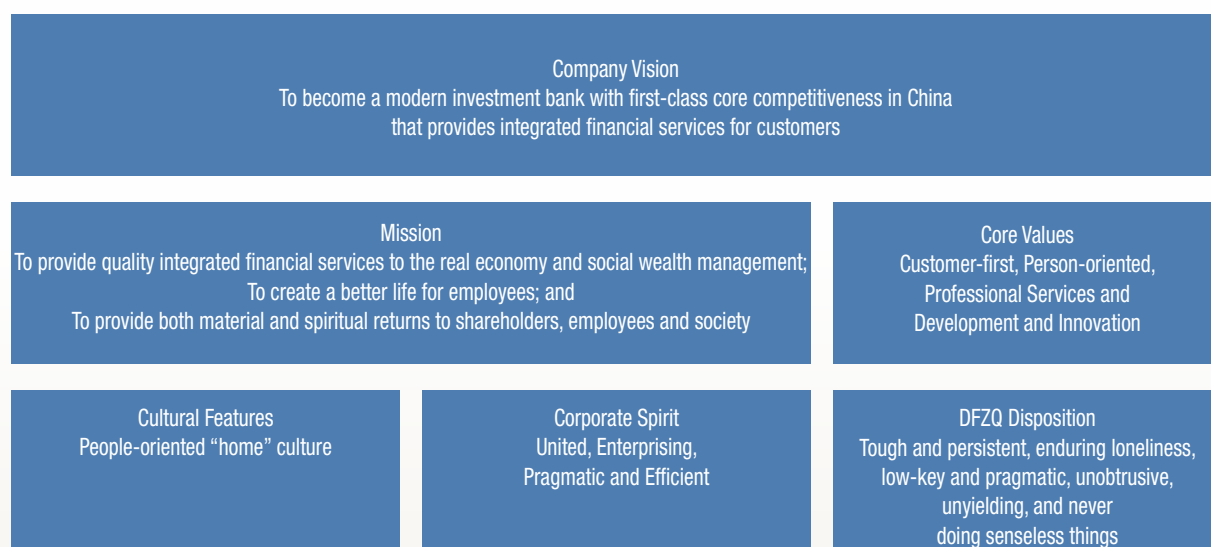 Company Vision
To become a modern investment bank with first-class core competitiveness in China
that provides integrated financial services for customers
Mission
To provide quality integrated financial services to the real economy and social wealth management;
To create a better life for employees; and
To provide both material and spiritual returns to shareholders, employees and society
Core Values
Customer-first, Person-oriented,
Professional Services and
Development and Innovation
Cultural Features
People-oriented “home” culture
Corporate Spirit
United, Enterprising,
Pragmatic and Efficient
DFZQ Disposition
Tough and persistent, enduring loneliness,
low-key and pragmatic, unobtrusive,
unyielding, and never
doing senseless things